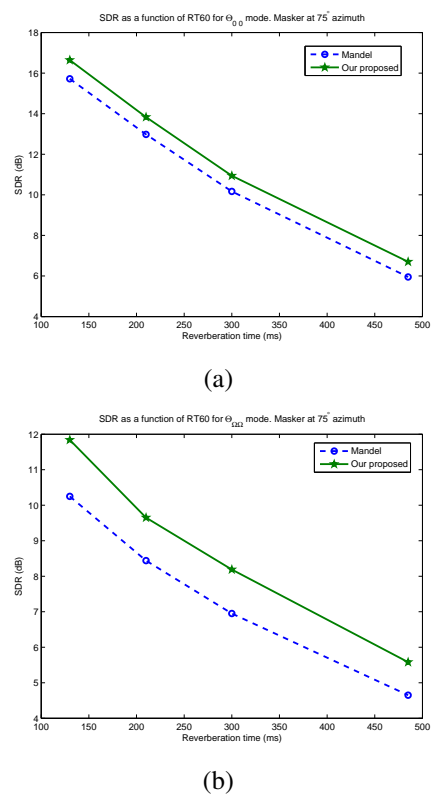 SDR as a function of RT60 for Θ0 0 mode. Masker at 75° azimuth
18
16
14
12
10
8
6
4
SDR (dB)
Mandel
Our proposed
100 150 200 250 300 350 400 450 500
Reverberation time (ms)
(a)
SDR as a function of RT60 for ΘΩΩ mode. Masker at 75° azimuth
12
11
10
9
8
7
6
5
4
SDR (dB)
Mandel
Our proposed
100 150 200 250 300 350 400 450 500
Reverberation time (ms)
(b)